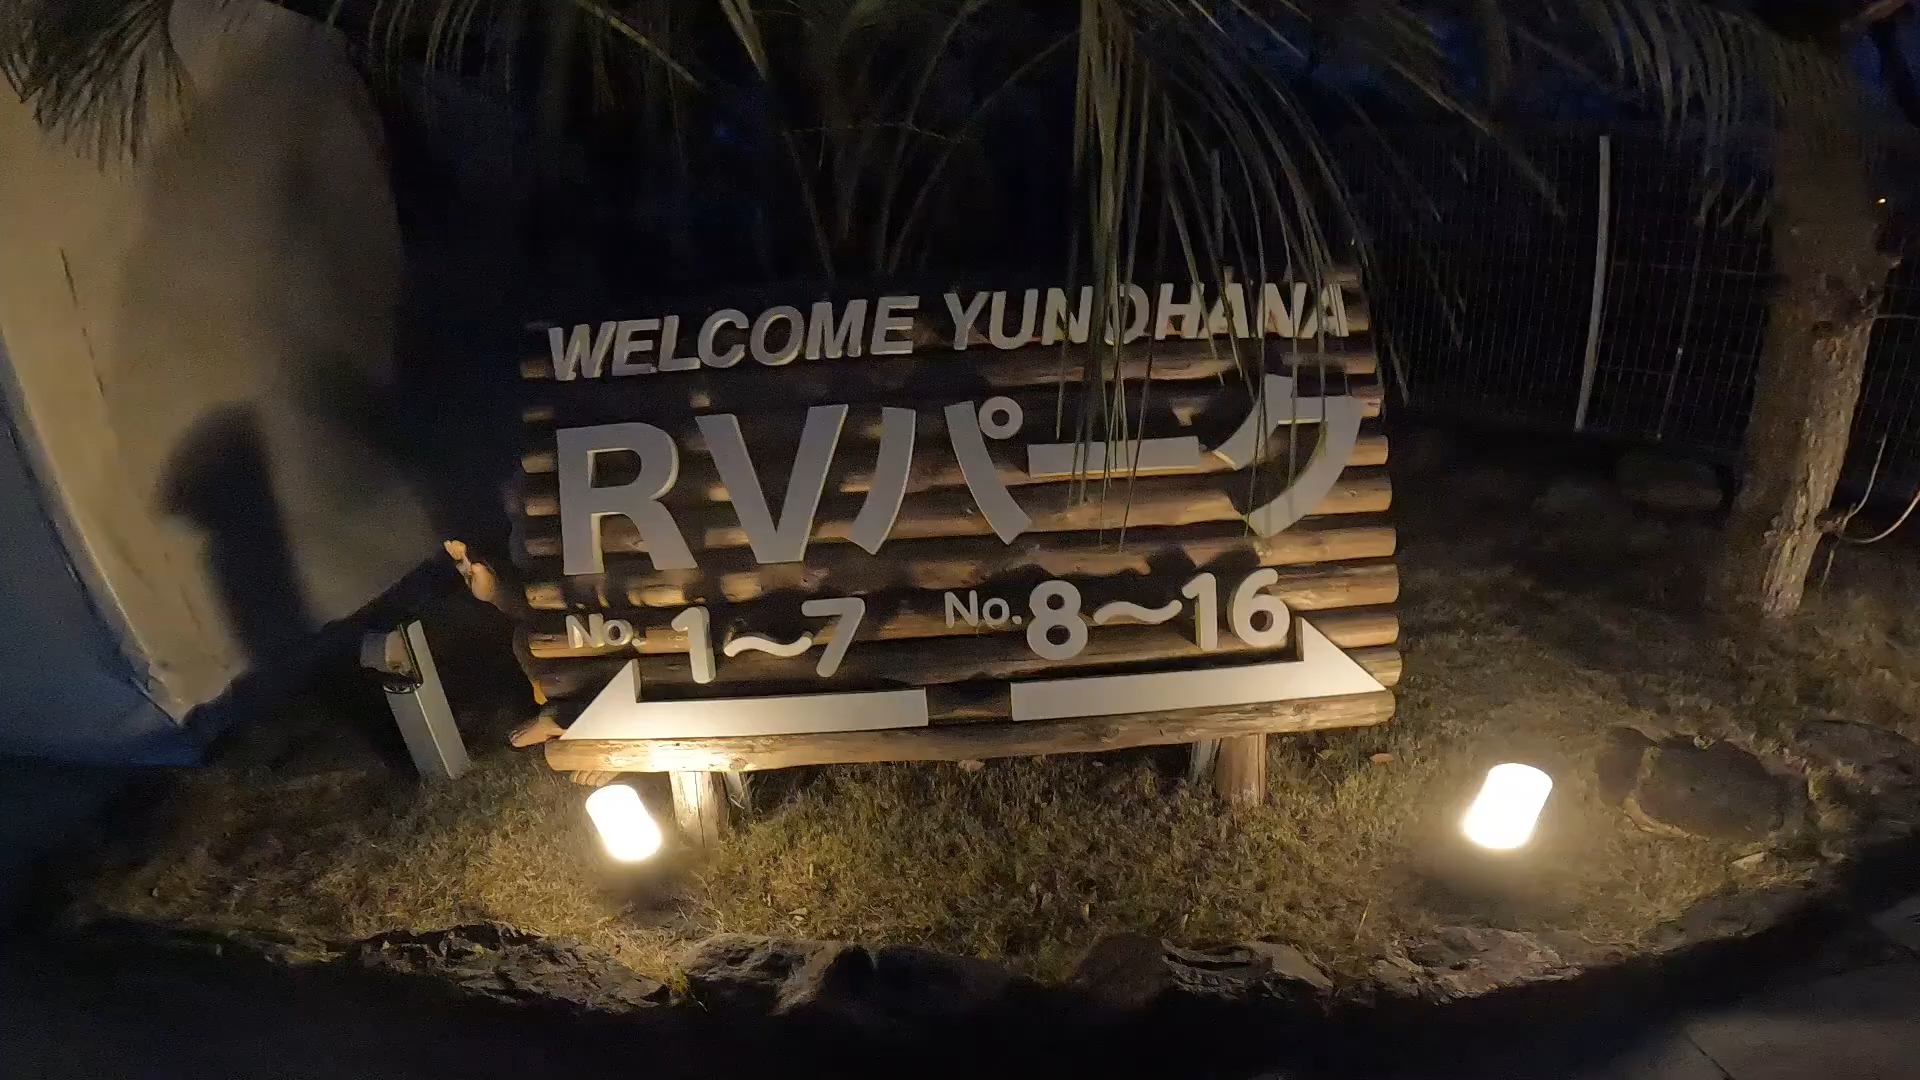 WELCOME YUNOHANA
RVパーク
No. 1～7 No. 8～16